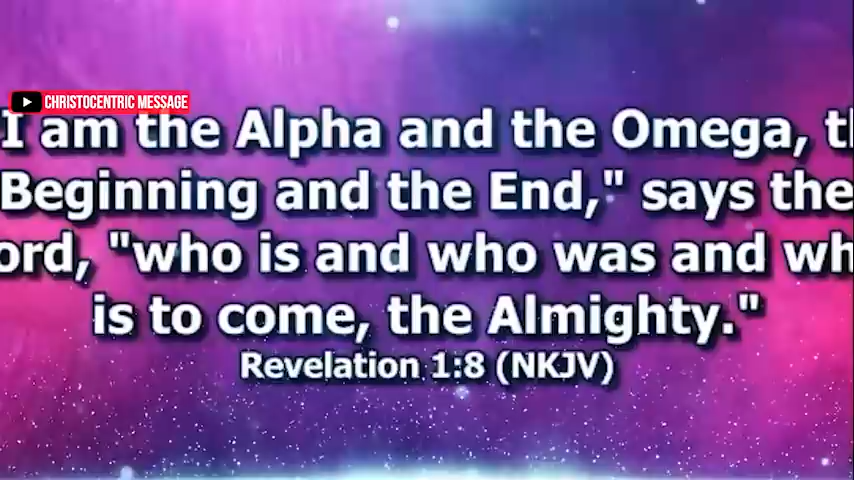 CHRISTOCENTRIC MESSAGE
I am the Alpha and the Omega, th
Beginning and the End," says the
ord, "who is and who was and wh
is to come, the Almighty."
Revelation 1:8 (NKJV)